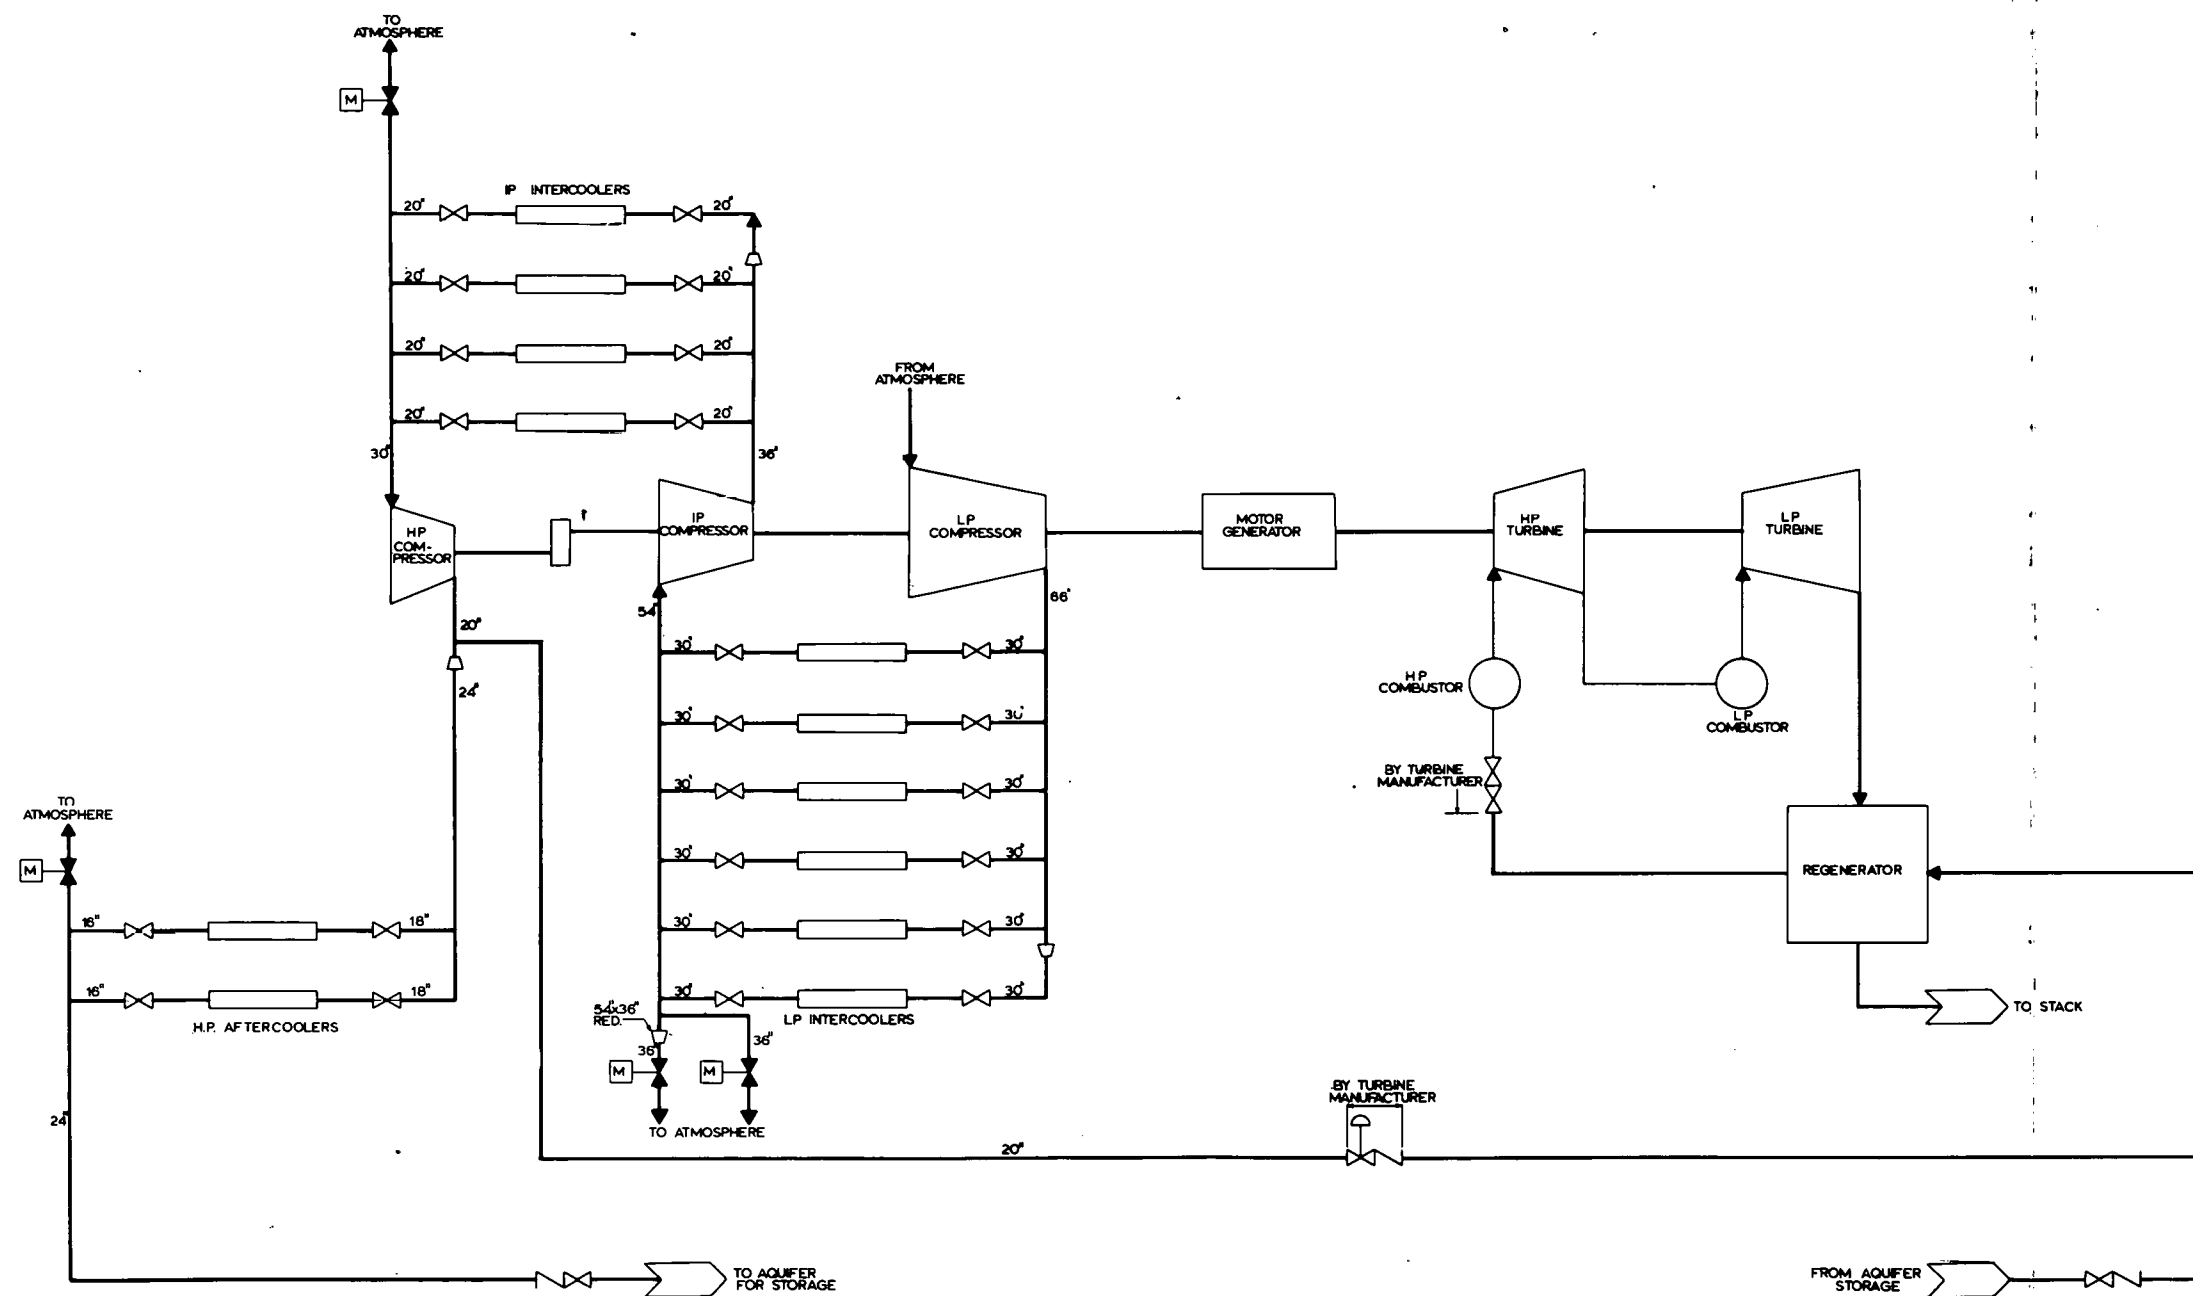 TO
ATMOSPHERE
M
IP INTERCOOLERS
20" 20"
20" 20"
20" 20"
20" 20"
30" 36"
FROM
ATMOSPHERE
HP
COM-
PRESSOR
IP
COMPRESSOR
LP
COMPRESSOR
MOTOR
GENERATOR
HP
TURBINE
LP
TURBINE
54" 66"
20"
24"
30" 30"
30" 30"
30" 30"
30" 30"
30" 30"
30" 30"
LP INTERCOOLERS
54"x36"
RED.
36" 36"
M M
TO ATMOSPHERE
HP
COMBUSTOR
LP
COMBUSTOR
BY TURBINE
MANUFACTURER
REGENERATOR
TO STACK
TO
ATMOSPHERE
M
16" 18"
16" 18"
H.P. AFTERCOOLERS
24"
BY TURBINE
MANUFACTURER
20"
TO AQUIFER
FOR STORAGE
FROM AQUIFER
STORAGE